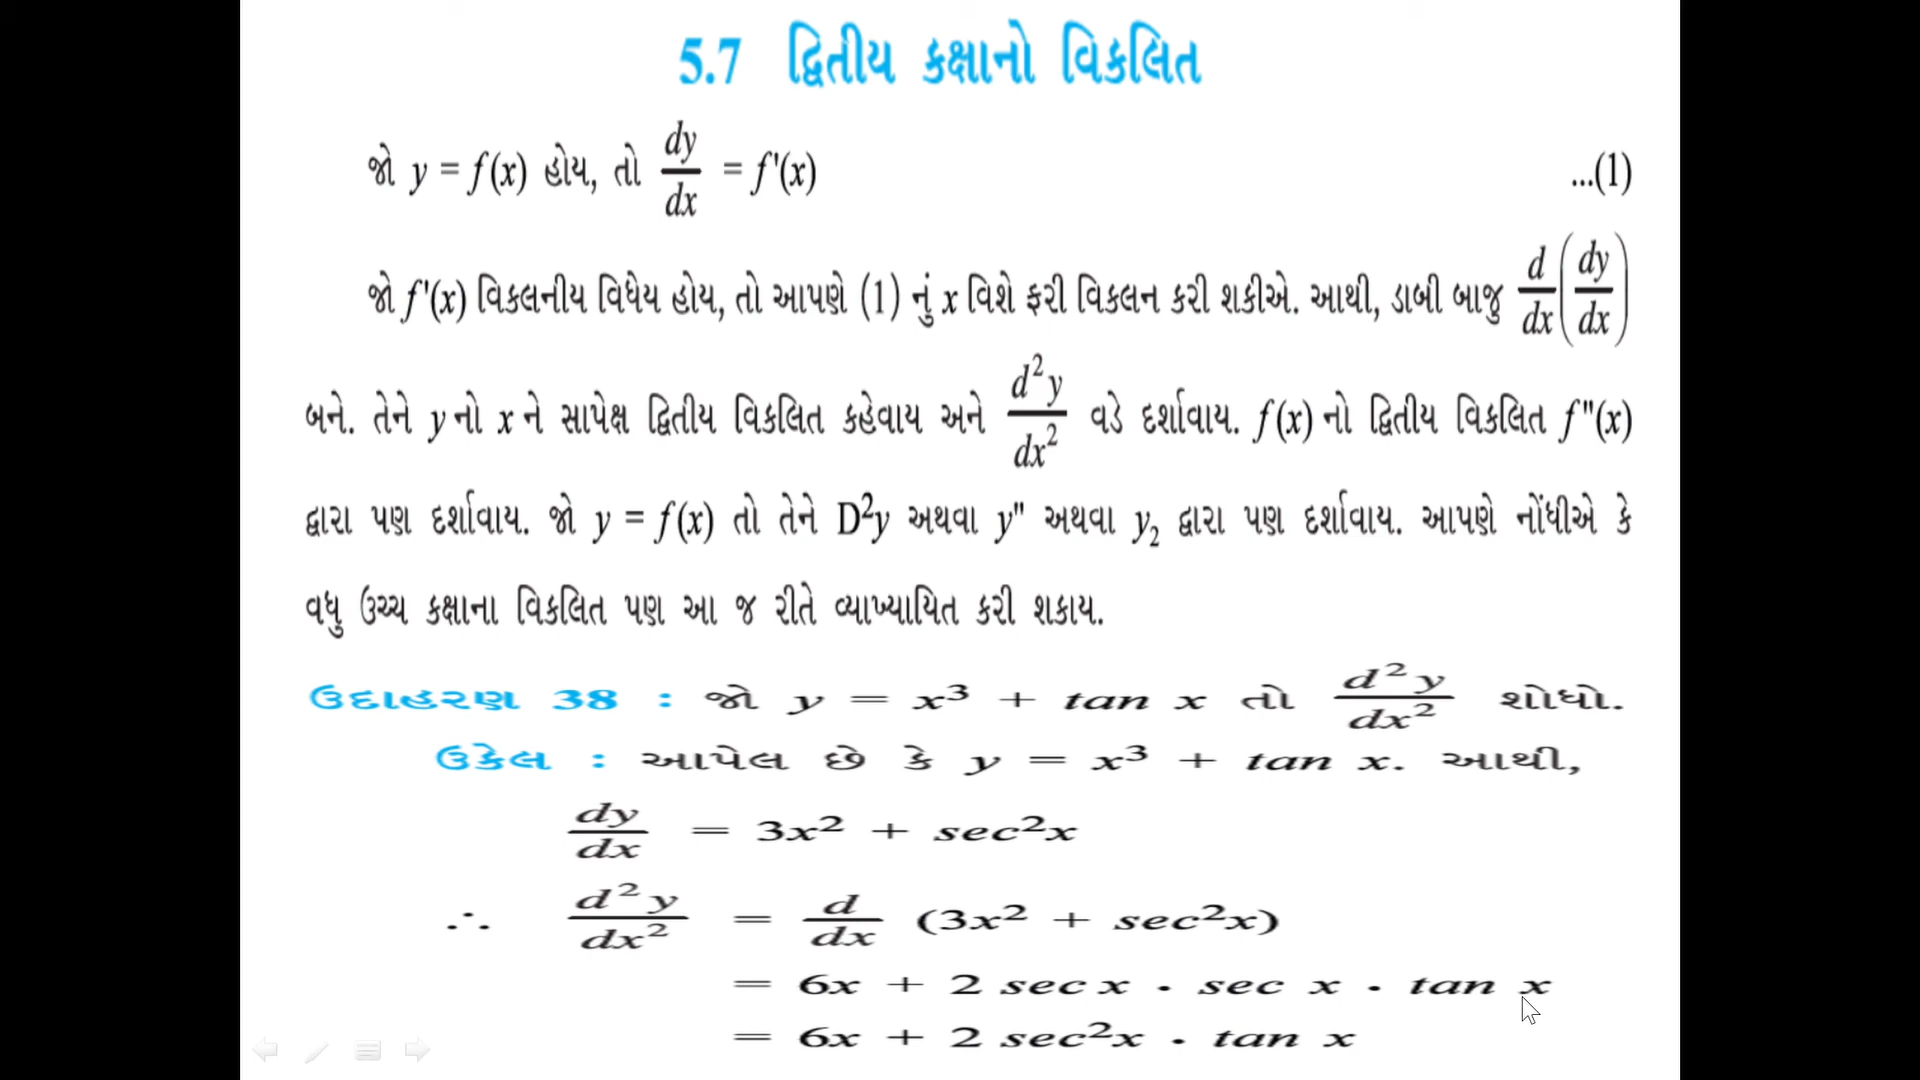 5.7 દ્વિતીય કક્ષાનો વિકલિત
જો y = f(x) હોય, તો dy/dx = f'(x) ...(1)
જો f'(x) વિકલનીય વિધેય હોય, તો આપણે (1) નું x વિશે ફરી વિકલન કરી શકીએ. આથી, ડાબી બાજુ d/dx(dy/dx)
બને. તેને y નો x ને સાપેક્ષ દ્વિતીય વિકલિત કહેવાય અને d²y/dx² વડે દર્શાવાય. f(x) નો દ્વિતીય વિકલિત f"(x)
દ્વારા પણ દર્શાવાય. જો y = f(x) તો તેને D²y અથવા y" અથવા y₂ દ્વારા પણ દર્શાવાય. આપણે નોંધીએ કે
વધુ ઉચ્ચ કક્ષાના વિકલિત પણ આ જ રીતે વ્યાખ્યાયિત કરી શકાય.
ઉદાહરણ 38 : જો y = x³ + tan x તો d²y/dx² શોધો.
ઉકેલ : આપેલ છે કે y = x³ + tan x. આથી,
dy/dx = 3x² + sec²x
∴ d²y/dx² = d/dx (3x² + sec²x)
= 6x + 2 sec x · sec x · tan x
= 6x + 2 sec²x · tan x